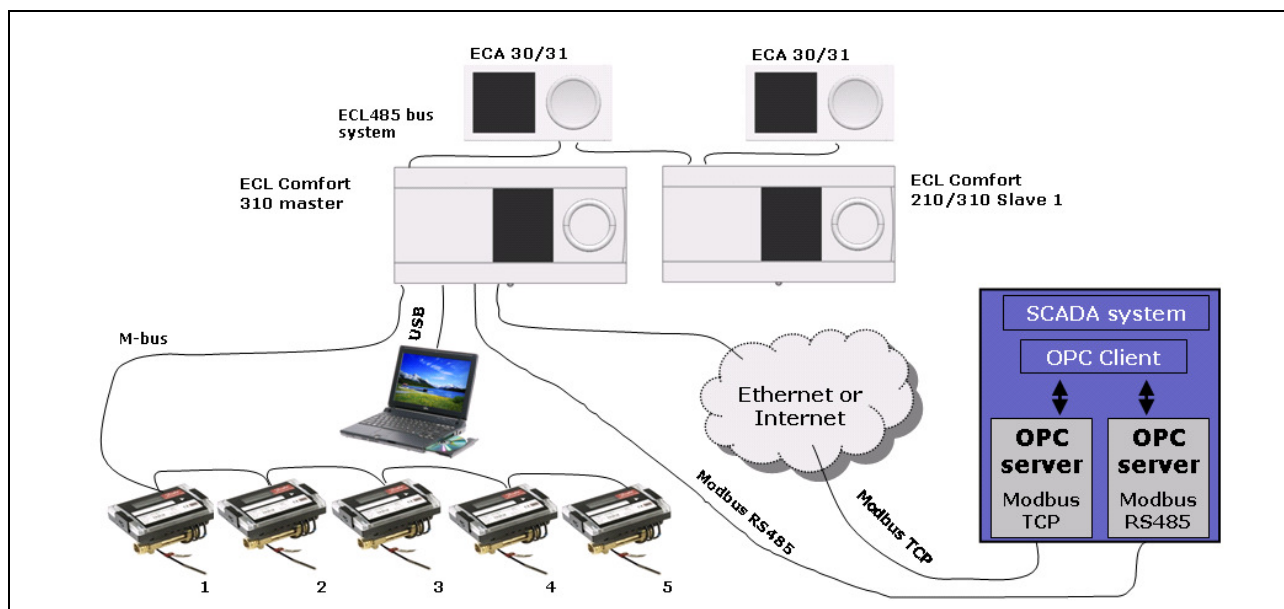 ECA 30/31
ECA 30/31
ECL485 bus
system
ECL Comfort
310 master
ECL Comfort
210/310 Slave 1
M-bus
USB
SCADA system
OPC Client
Ethernet or
Internet
OPC
server
Modbus
TCP
OPC
server
Modbus
RS485
Modbus RS485
Modbus TCP
1
2
3
4
5